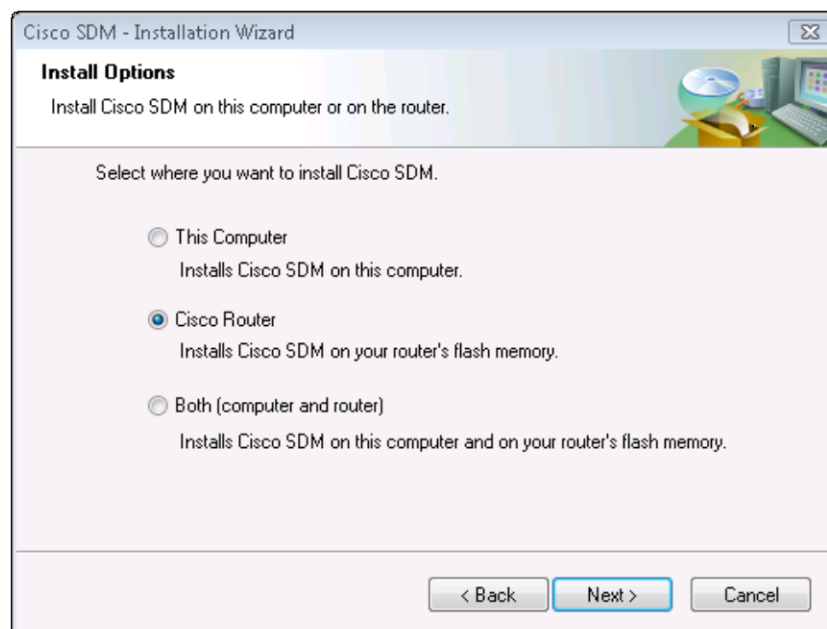 Cisco SDM - Installation Wizard
Install Options
Install Cisco SDM on this computer or on the router.
Select where you want to install Cisco SDM.
This Computer
Installs Cisco SDM on this computer.
Cisco Router
Installs Cisco SDM on your router's flash memory.
Both (computer and router)
Installs Cisco SDM on this computer and on your router's flash memory.
< Back Next > Cancel